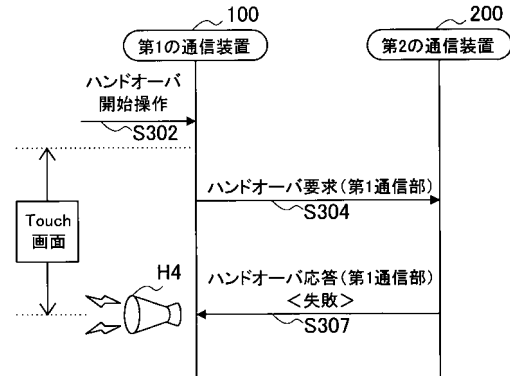 100
200
第1の通信装置
第2の通信装置
ハンドオーバ
開始操作
S302
ハンドオーバ要求(第1通信部)
S304
Touch
画面
H4
ハンドオーバ応答(第1通信部)
<失敗>
S307